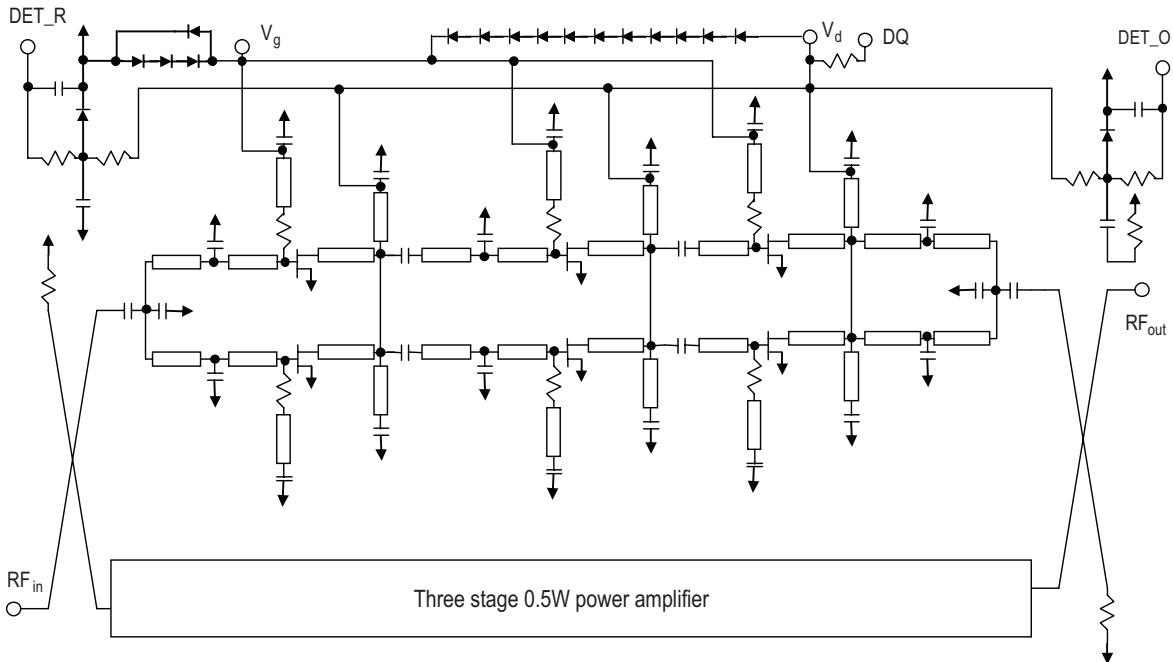 DET_R
Vg
Vd
DQ
DET_O
RFout
RFin
Three stage 0.5W power amplifier